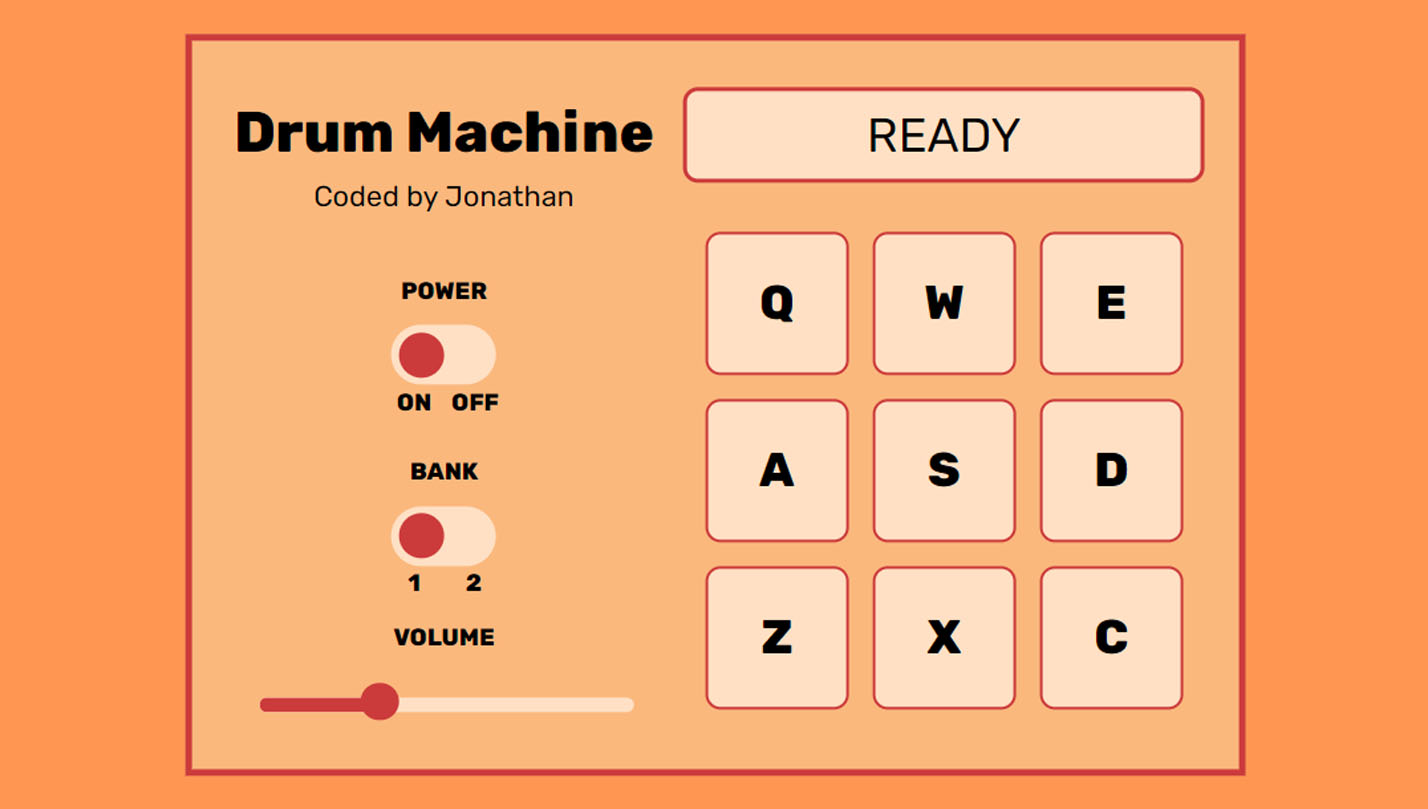 Drum Machine
Coded by Jonathan
POWER
ON OFF
BANK
1 2
VOLUME
READY
Q W E
A S D
Z X C